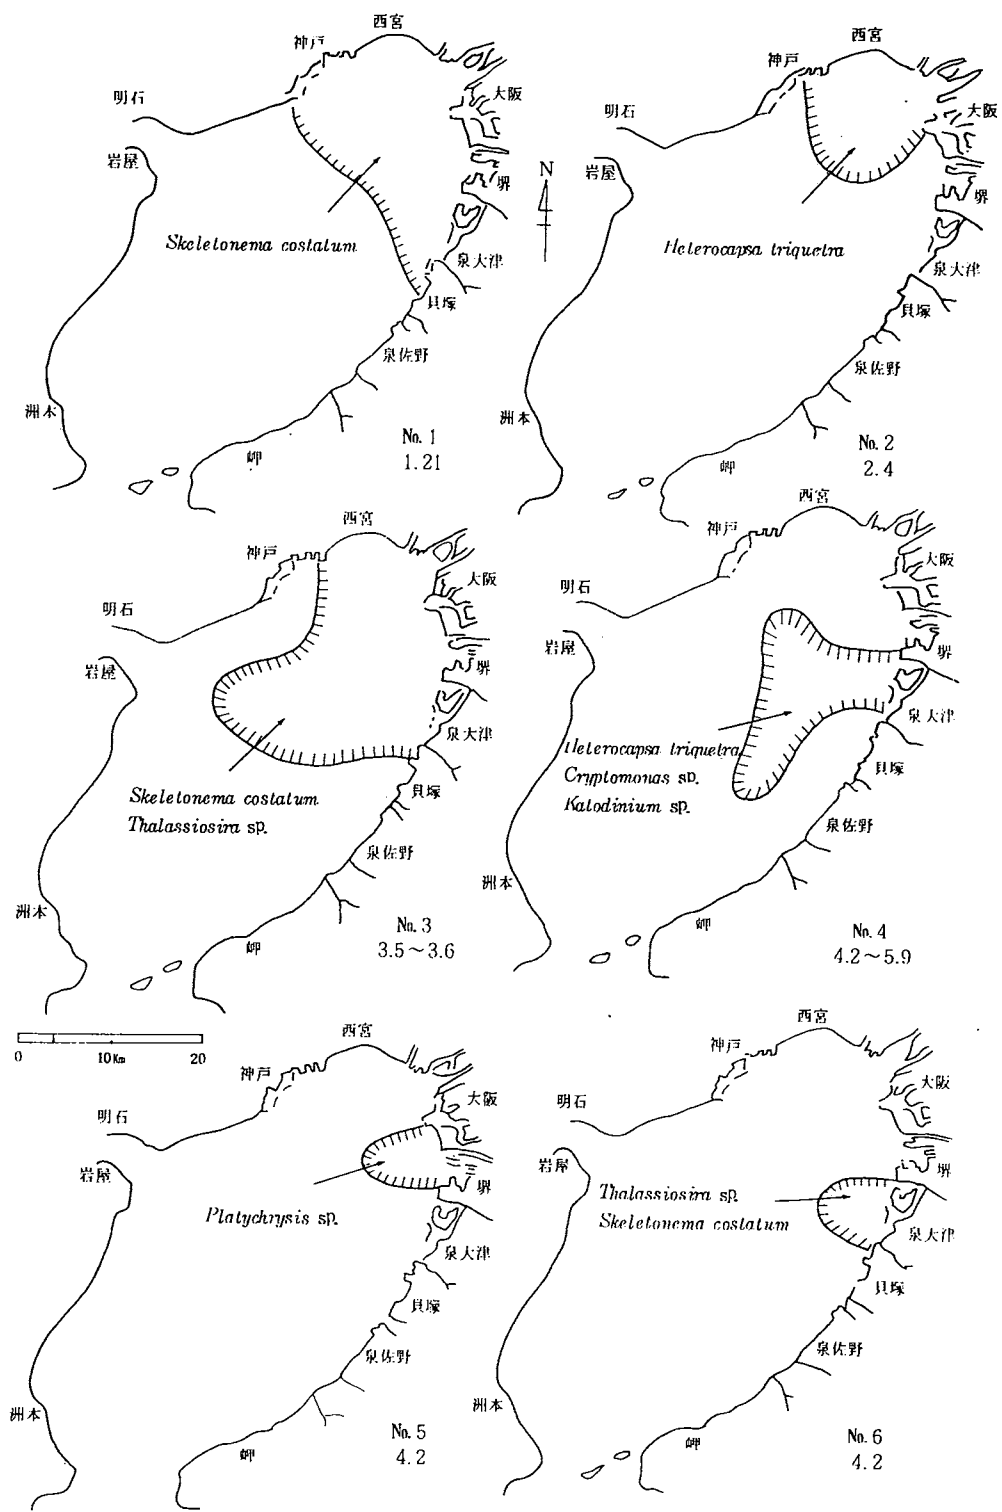 西宮
神戸
明石
大阪
岩屋
堺
Skeletonema costatum
泉大津
貝塚
泉佐野
洲本
岬
No. 1
1.21
N
西宮
神戸
明石
大阪
岩屋
堺
Heterocapsa triquetra
泉大津
貝塚
泉佐野
洲本
岬
No. 2
2.4
西宮
神戸
明石
大阪
岩屋
堺
泉大津
Skeletonema costatum
Thalassiosira sp.
貝塚
泉佐野
洲本
岬
No. 3
3.5～3.6
西宮
神戸
明石
大阪
岩屋
堺
泉大津
Heterocapsa triquetra
Cryptomonas sp.
Katodinium sp.
貝塚
泉佐野
洲本
岬
No. 4
4.2～5.9
0 10Km 20
西宮
神戸
明石
大阪
岩屋
堺
Platychrysis sp.
泉大津
貝塚
泉佐野
洲本
岬
No. 5
4.2
西宮
神戸
明石
大阪
岩屋
堺
Thalassiosira sp.
Skeletonema costatum
泉大津
貝塚
泉佐野
洲本
岬
No. 6
4.2